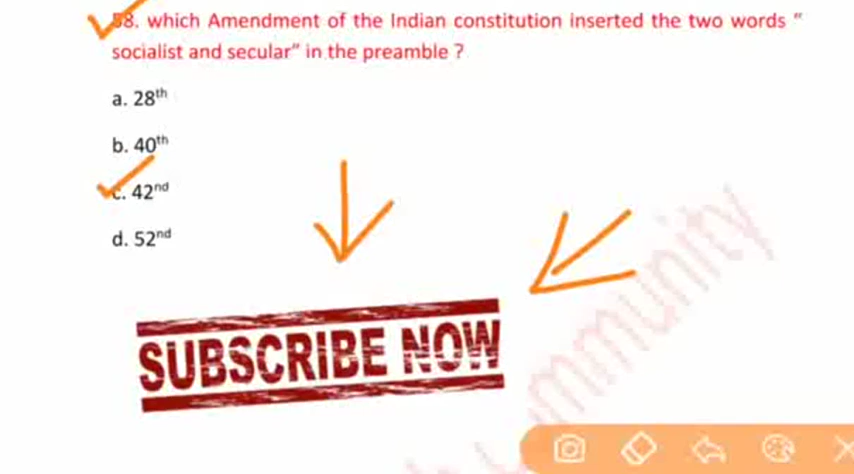 58. which Amendment of the Indian constitution inserted the two words “
socialist and secular” in the preamble ?
a. 28th
b. 40th
c. 42nd
d. 52nd
SUBSCRIBE NOW